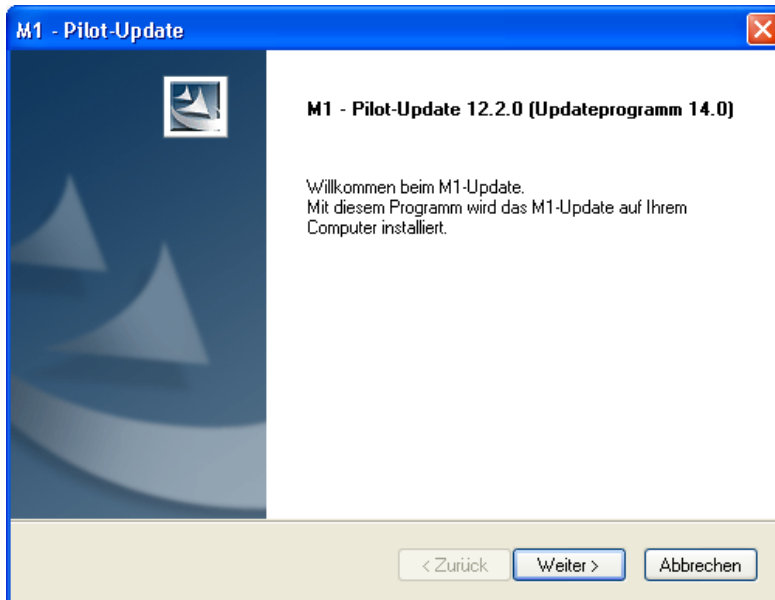 M1 - Pilot-Update
M1 - Pilot-Update 12.2.0 (Updateprogramm 14.0)
Willkommen beim M1-Update.
Mit diesem Programm wird das M1-Update auf Ihrem
Computer installiert.
< Zurück Weiter > Abbrechen